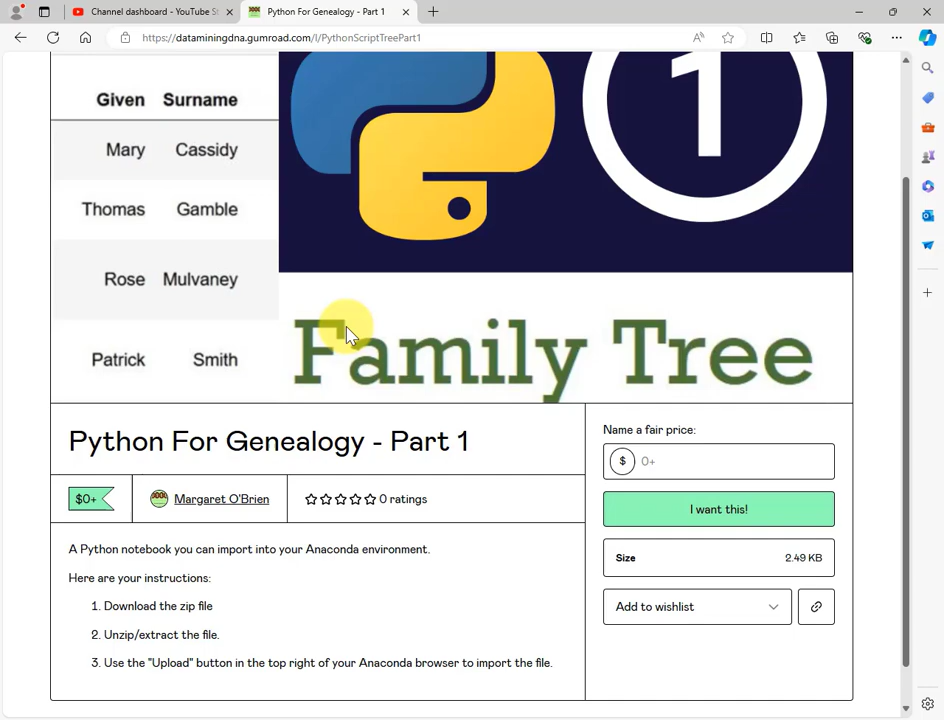 Channel dashboard - YouTube St
Python For Genealogy - Part 1
https://dataminingdna.gumroad.com/l/PythonScriptTreePart1
Given Surname
Mary Cassidy
Thomas Gamble
Rose Mulvaney
Patrick Smith
1
Family Tree
Python For Genealogy - Part 1
$0+
Margaret O'Brien
0 ratings
A Python notebook you can import into your Anaconda environment.
Here are your instructions:
1. Download the zip file
2. Unzip/extract the file.
3. Use the "Upload" button in the top right of your Anaconda browser to import the file.
Name a fair price:
$ 0+
I want this!
Size 2.49 KB
Add to wishlist